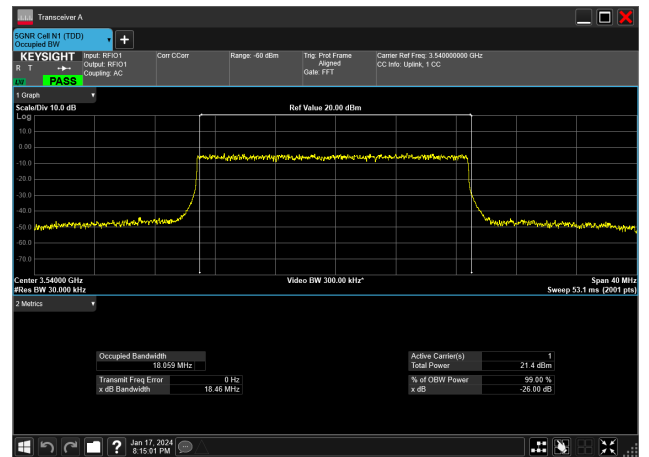 Transceiver A
5GNR Cell N1 (TDD)
Occupied BW
KEYSIGHT
R T
LW PASS
Input: RFIO1
Output: RFIO1
Coupling: AC
Corr CCorr
Range: -60 dBm
Trig: Prot Frame
Aligned
Gate: FFT
Carrier Ref Freq: 3.540000000 GHz
CC Info: Uplink, 1 CC
1 Graph
Scale/Div 10.0 dB
Ref Value 20.00 dBm
Log
10.0
0.00
-10.0
-20.0
-30.0
-40.0
-50.0
-60.0
-70.0
Center 3.54000 GHz
Video BW 300.00 kHz*
Span 40 MHz
#Res BW 30.000 kHz
Sweep 53.1 ms (2001 pts)
2 Metrics
Occupied Bandwidth
18.059 MHz
Active Carrier(s) 1
Total Power 21.4 dBm
Transmit Freq Error 0 Hz
x dB Bandwidth 18.46 MHz
% of OBW Power 99.00 %
x dB -26.00 dB
?
Jan 17, 2024
8:15:01 PM